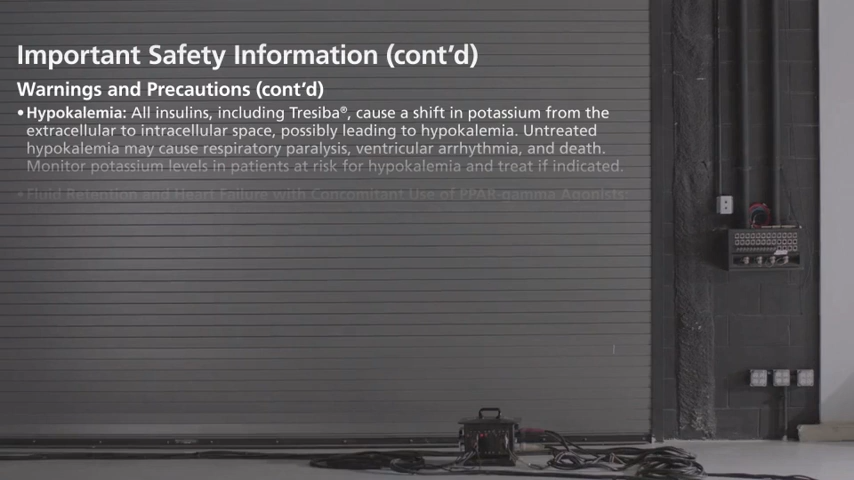 Important Safety Information (cont’d)
Warnings and Precautions (cont’d)
• Hypokalemia: All insulins, including Tresiba®, cause a shift in potassium from the
extracellular to intracellular space, possibly leading to hypokalemia. Untreated
hypokalemia may cause respiratory paralysis, ventricular arrhythmia, and death.
Monitor potassium levels in patients at risk for hypokalemia and treat if indicated.
• Fluid Retention and Heart Failure with Concomitant Use of PPAR-gamma Agonists